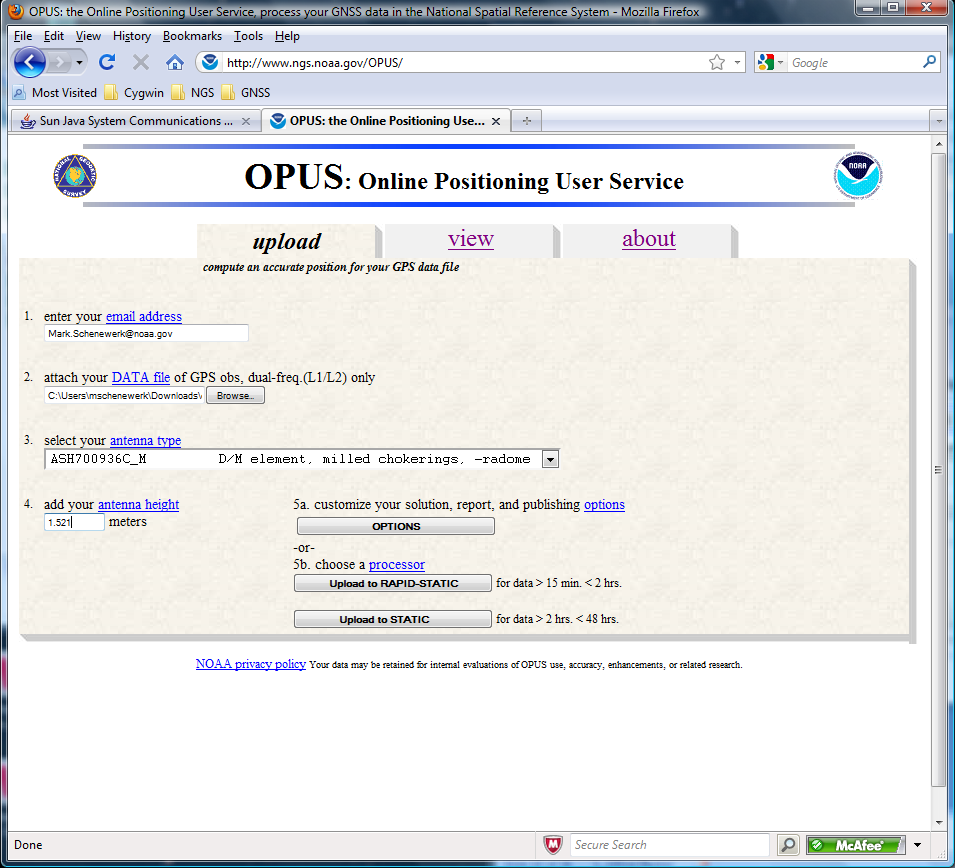 OPUS: the Online Positioning User Service, process your GNSS data in the National Spatial Reference System - Mozilla Firefox
File Edit View History Bookmarks Tools Help
http://www.ngs.noaa.gov/OPUS/ Google
Most Visited Cygwin NGS GNSS
Sun Java System Communications ... OPUS: the Online Positioning Use...
NATIONAL GEODETIC SURVEY
OPUS: Online Positioning User Service
NOAA
upload view about
compute an accurate position for your GPS data file
1. enter your email address
Mark.Schenewerk@noaa.gov
2. attach your DATA file of GPS obs, dual-freq.(L1/L2) only
C:\Users\mschenewerk\Downloads\ Browse..
3. select your antenna type
ASH700936C_M D/M element, milled chokerings, -radome
4. add your antenna height
1.521 meters
5a. customize your solution, report, and publishing options
OPTIONS
-or-
5b. choose a processor
Upload to RAPID-STATIC for data > 15 min. < 2 hrs.
Upload to STATIC for data > 2 hrs. < 48 hrs.
NOAA privacy policy Your data may be retained for internal evaluations of OPUS use, accuracy, enhancements, or related research.
Done Secure Search McAfee